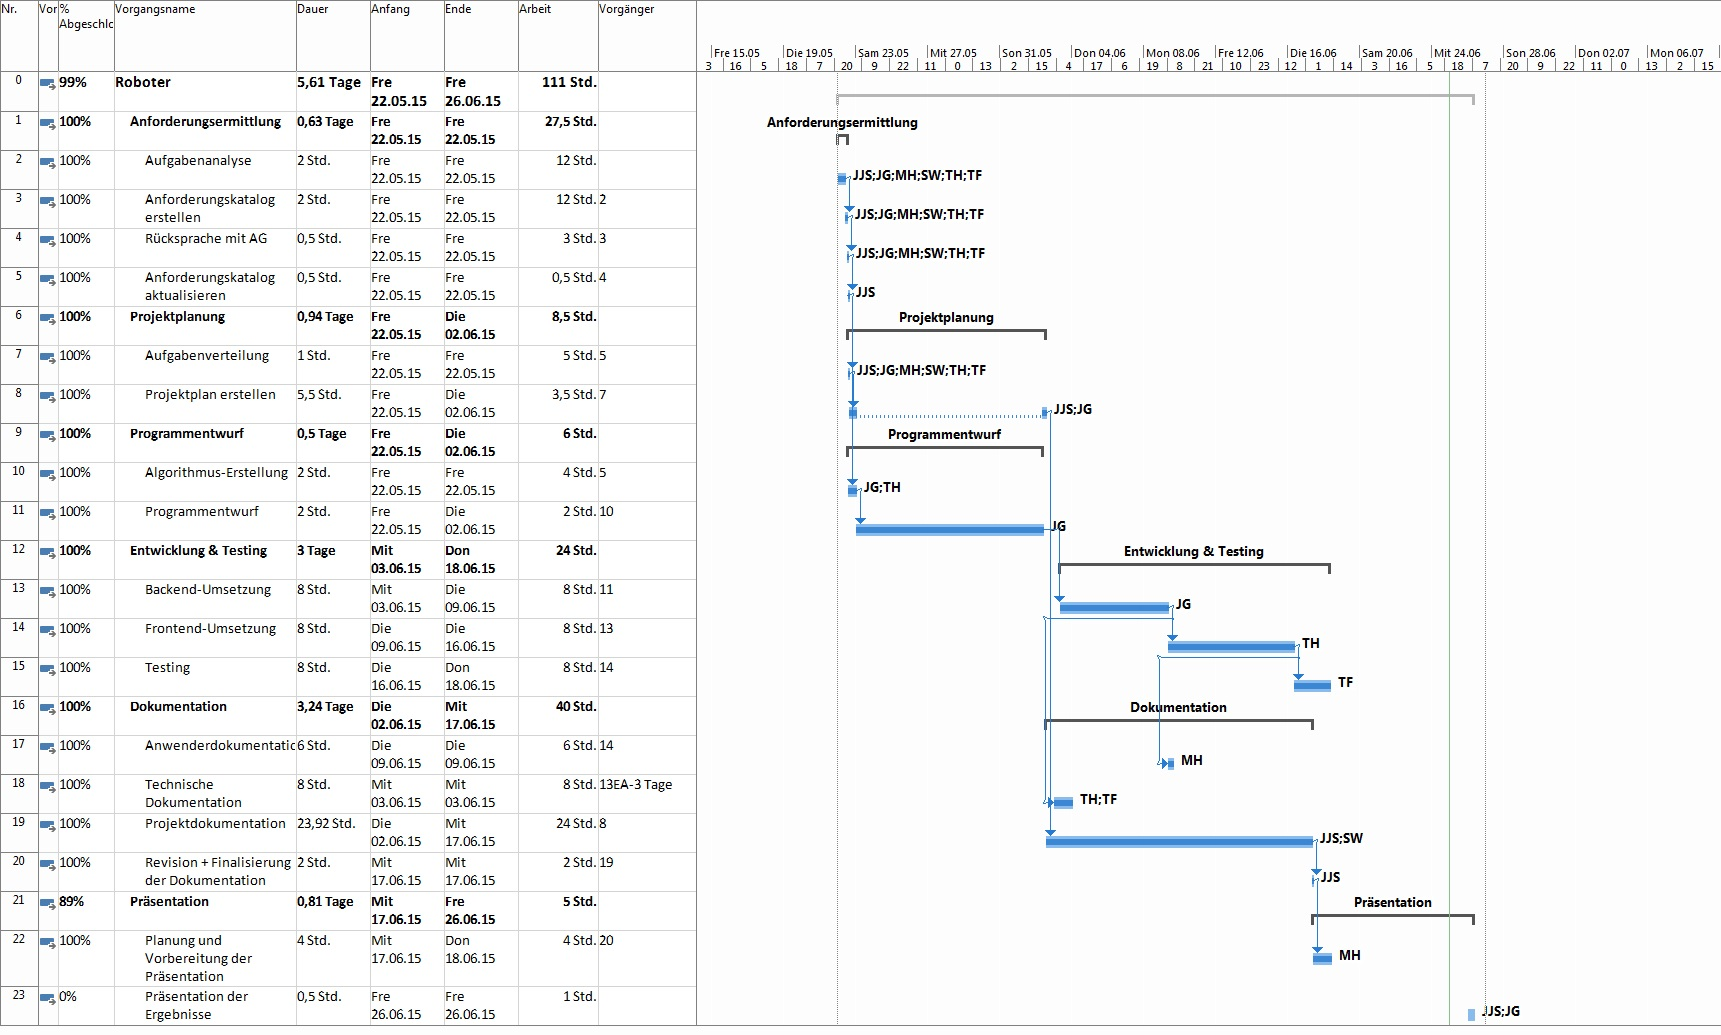 Nr. Vor % Vorgangsname Dauer Anfang Ende Arbeit Vorgänger
Abgeschlo
Fre 15.05 Die 19.05 Sam 23.05 Mit 27.05 Son 31.05 Don 04.06 Mon 08.06 Fre 12.06 Die 16.06 Sam 20.06 Mit 24.06 Son 28.06 Don 02.07 Mon 06.07
3 16 5 18 7 20 9 22 11 0 13 2 15 4 17 6 19 8 21 10 23 12 1 14 3 16 5 18 7 20 9 22 11 0 13 2 15
0 99% Roboter 5,61 Tage Fre 22.05.15 Fre 26.06.15 111 Std.
1 100% Anforderungsermittlung 0,63 Tage Fre 22.05.15 Fre 22.05.15 27,5 Std. Anforderungsermittlung
2 100% Aufgabenanalyse 2 Std. Fre 22.05.15 Fre 22.05.15 12 Std. JJS;JG;MH;SW;TH;TF
3 100% Anforderungskatalog erstellen 2 Std. Fre 22.05.15 Fre 22.05.15 12 Std. 2 JJS;JG;MH;SW;TH;TF
4 100% Rücksprache mit AG 0,5 Std. Fre 22.05.15 Fre 22.05.15 3 Std. 3 JJS;JG;MH;SW;TH;TF
5 100% Anforderungskatalog aktualisieren 0,5 Std. Fre 22.05.15 Fre 22.05.15 0,5 Std. 4 JJS
6 100% Projektplanung 0,94 Tage Fre 22.05.15 Die 02.06.15 8,5 Std. Projektplanung
7 100% Aufgabenverteilung 1 Std. Fre 22.05.15 Fre 22.05.15 5 Std. 5 JJS;JG;MH;SW;TH;TF
8 100% Projektplan erstellen 5,5 Std. Fre 22.05.15 Die 02.06.15 3,5 Std. 7 JJS;JG
9 100% Programmentwurf 0,5 Tage Fre 22.05.15 Die 02.06.15 6 Std. Programmentwurf
10 100% Algorithmus-Erstellung 2 Std. Fre 22.05.15 Fre 22.05.15 4 Std. 5 JG;TH
11 100% Programmentwurf 2 Std. Fre 22.05.15 Die 02.06.15 2 Std. 10 JG
12 100% Entwicklung & Testing 3 Tage Mit 03.06.15 Don 18.06.15 24 Std. Entwicklung & Testing
13 100% Backend-Umsetzung 8 Std. Mit 03.06.15 Die 09.06.15 8 Std. 11 JG
14 100% Frontend-Umsetzung 8 Std. Die 09.06.15 Die 16.06.15 8 Std. 13 TH
15 100% Testing 8 Std. Die 16.06.15 Don 18.06.15 8 Std. 14 TF
16 100% Dokumentation 3,24 Tage Die 02.06.15 Mit 17.06.15 40 Std. Dokumentation
17 100% Anwenderdokumentatio 6 Std. Die 09.06.15 Die 09.06.15 6 Std. 14 MH
18 100% Technische Dokumentation 8 Std. Mit 03.06.15 Mit 03.06.15 8 Std. 13EA-3 Tage TH;TF
19 100% Projektdokumentation 23,92 Std. Die 02.06.15 Mit 17.06.15 24 Std. 8 JJS;SW
20 100% Revision + Finalisierung der Dokumentation 2 Std. Mit 17.06.15 Mit 17.06.15 2 Std. 19 JJS
21 89% Präsentation 0,81 Tage Mit 17.06.15 Fre 26.06.15 5 Std. Präsentation
22 100% Planung und Vorbereitung der Präsentation 4 Std. Mit 17.06.15 Don 18.06.15 4 Std. 20 MH
23 0% Präsentation der Ergebnisse 0,5 Std. Fre 26.06.15 Fre 26.06.15 1 Std. JJS;JG